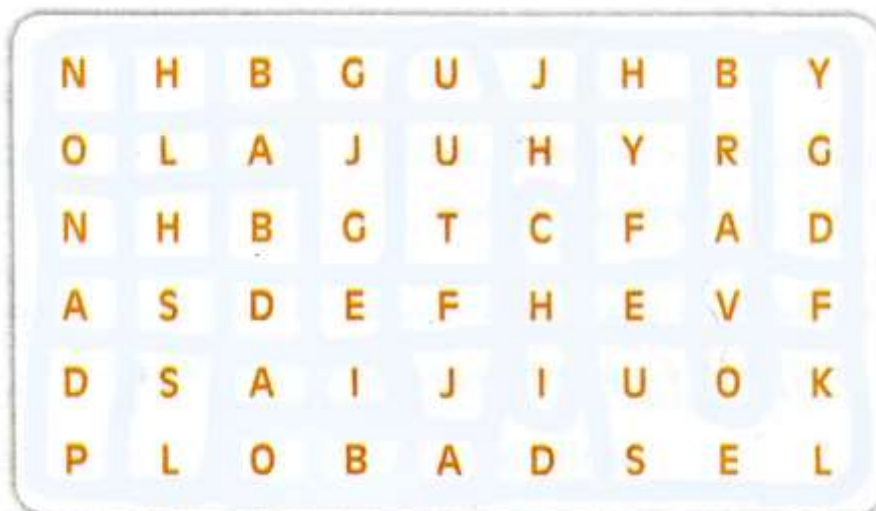 N H B G U J H B Y
O L A J U H Y R G
N H B G T C F A D
A S D E F H E V F
D S A I J I U O K
P L O B A D S E L